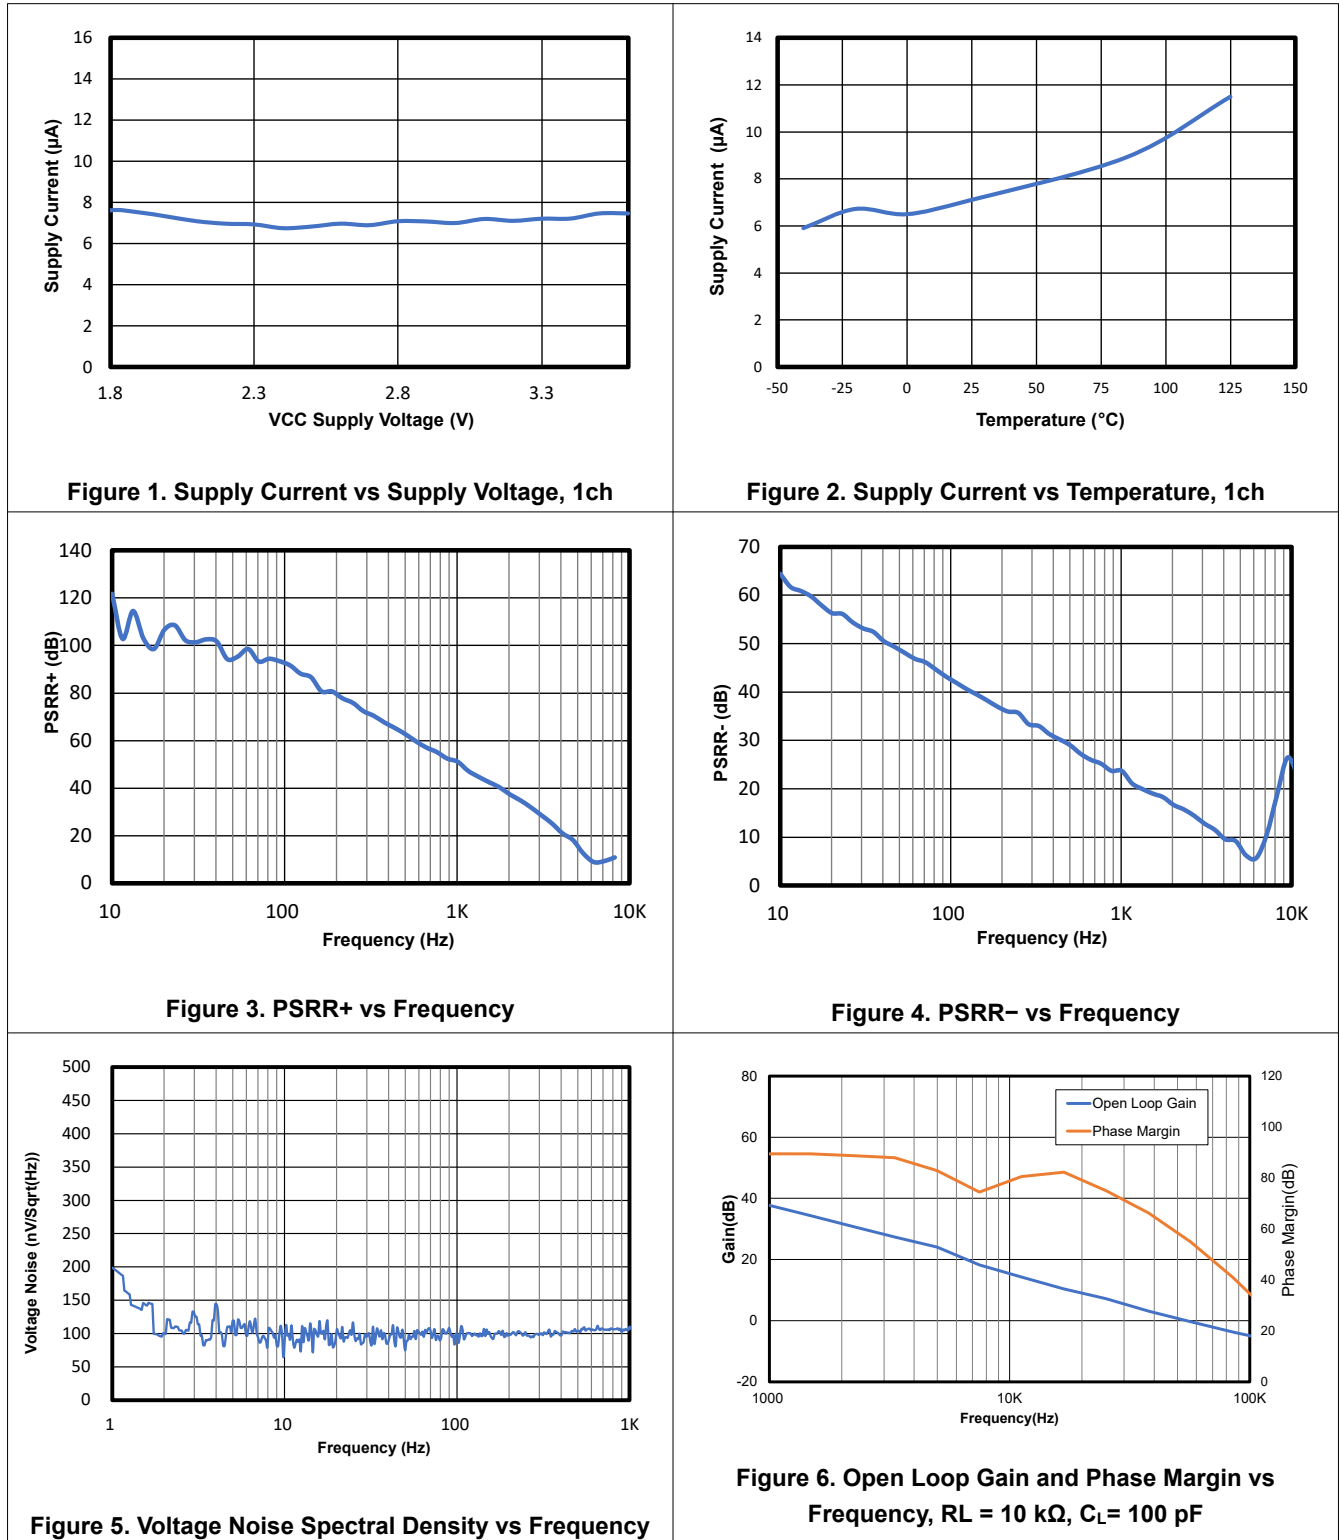 16
14
12
10
8
6
4
2
0
Supply Current (µA)
1.8
2.3
2.8
3.3
VCC Supply Voltage (V)
Figure 1. Supply Current vs Supply Voltage, 1ch
14
12
10
8
6
4
2
0
Supply Current (µA)
-50
-25
0
25
50
75
100
125
150
Temperature (°C)
Figure 2. Supply Current vs Temperature, 1ch
140
120
100
80
60
40
20
0
PSRR+ (dB)
10
100
1K
10K
Frequency (Hz)
Figure 3. PSRR+ vs Frequency
70
60
50
40
30
20
10
0
PSRR- (dB)
10
100
1K
10K
Frequency (Hz)
Figure 4. PSRR− vs Frequency
500
450
400
350
300
250
200
150
100
50
0
Voltage Noise (nV/Sqrt(Hz))
1
10
100
1K
Frequency (Hz)
Figure 5. Voltage Noise Spectral Density vs Frequency
80
60
40
20
0
-20
Gain(dB)
Open Loop Gain
Phase Margin
120
100
80
60
40
20
0
Phase Margin(dB)
1000
10K
100K
Frequency(Hz)
Figure 6. Open Loop Gain and Phase Margin vs
Frequency, RL = 10 kΩ, CL= 100 pF